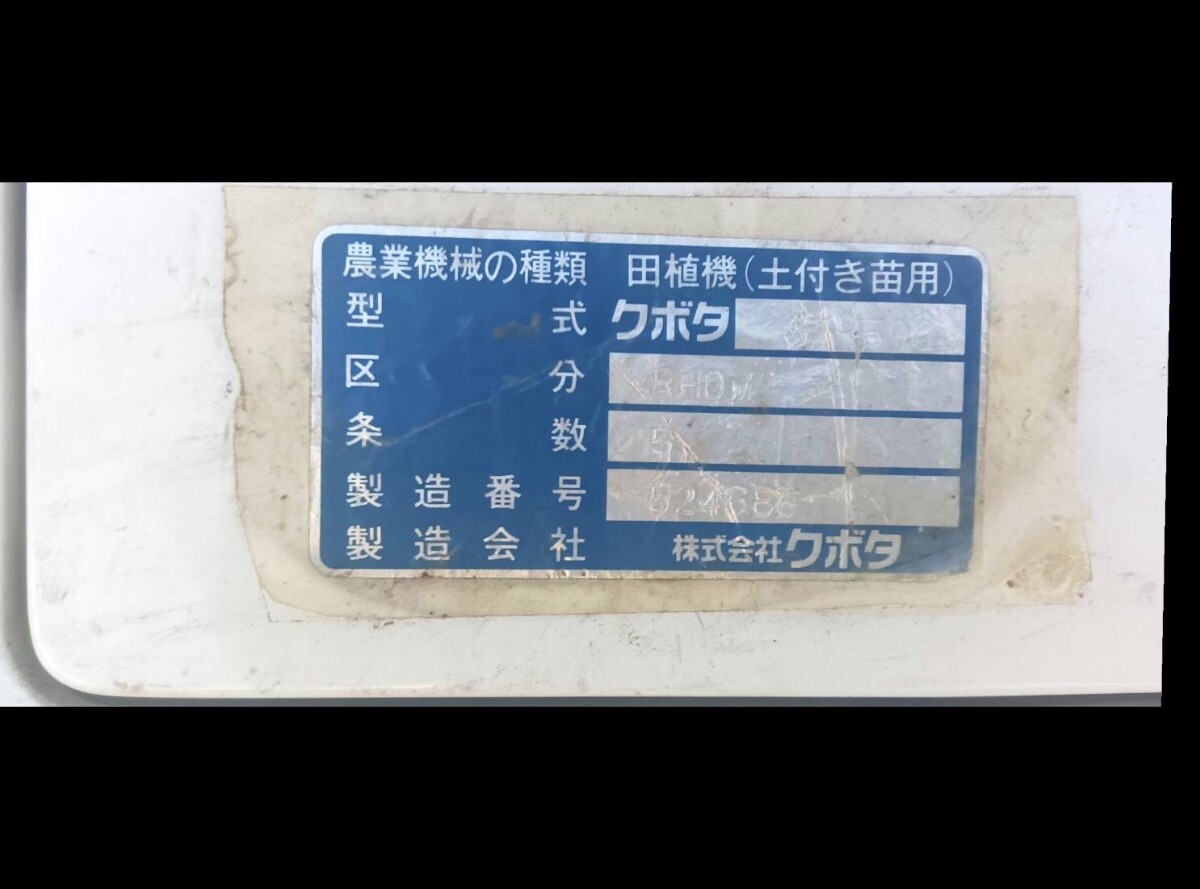 農業機械の種類 田植機(土付き苗用)
型式 クボタ
区分 RHD
条数 5
製造番号
製造会社 株式会社クボタ